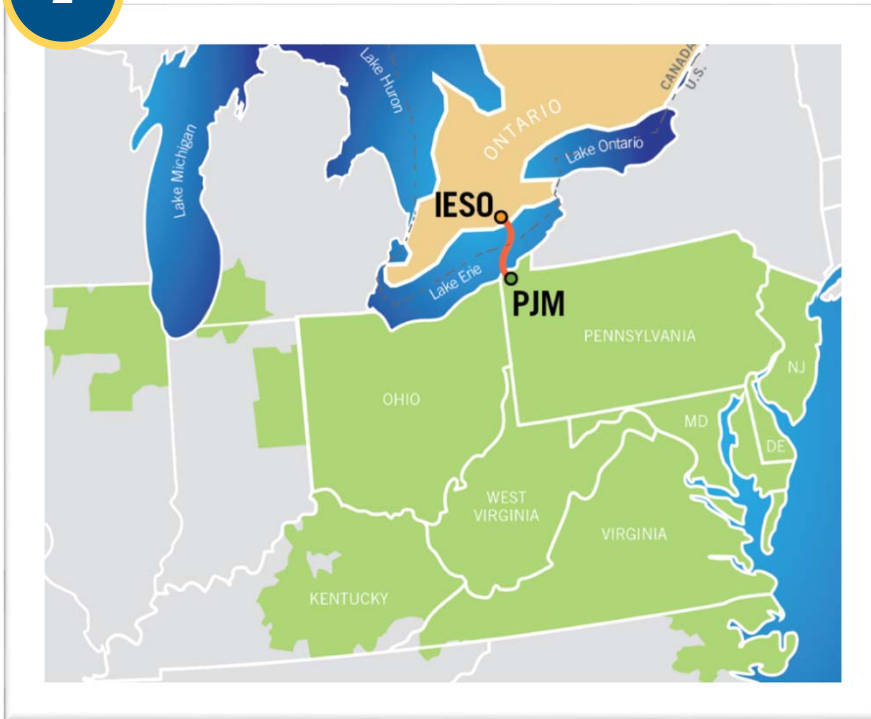 Lake Michigan
Lake Huron
ONTARIO
CANADA
U.S.
Lake Ontario
IESO
Lake Erie
PJM
PENNSYLVANIA
NJ
OHIO
MD
DE
WEST
VIRGINIA
VIRGINIA
KENTUCKY